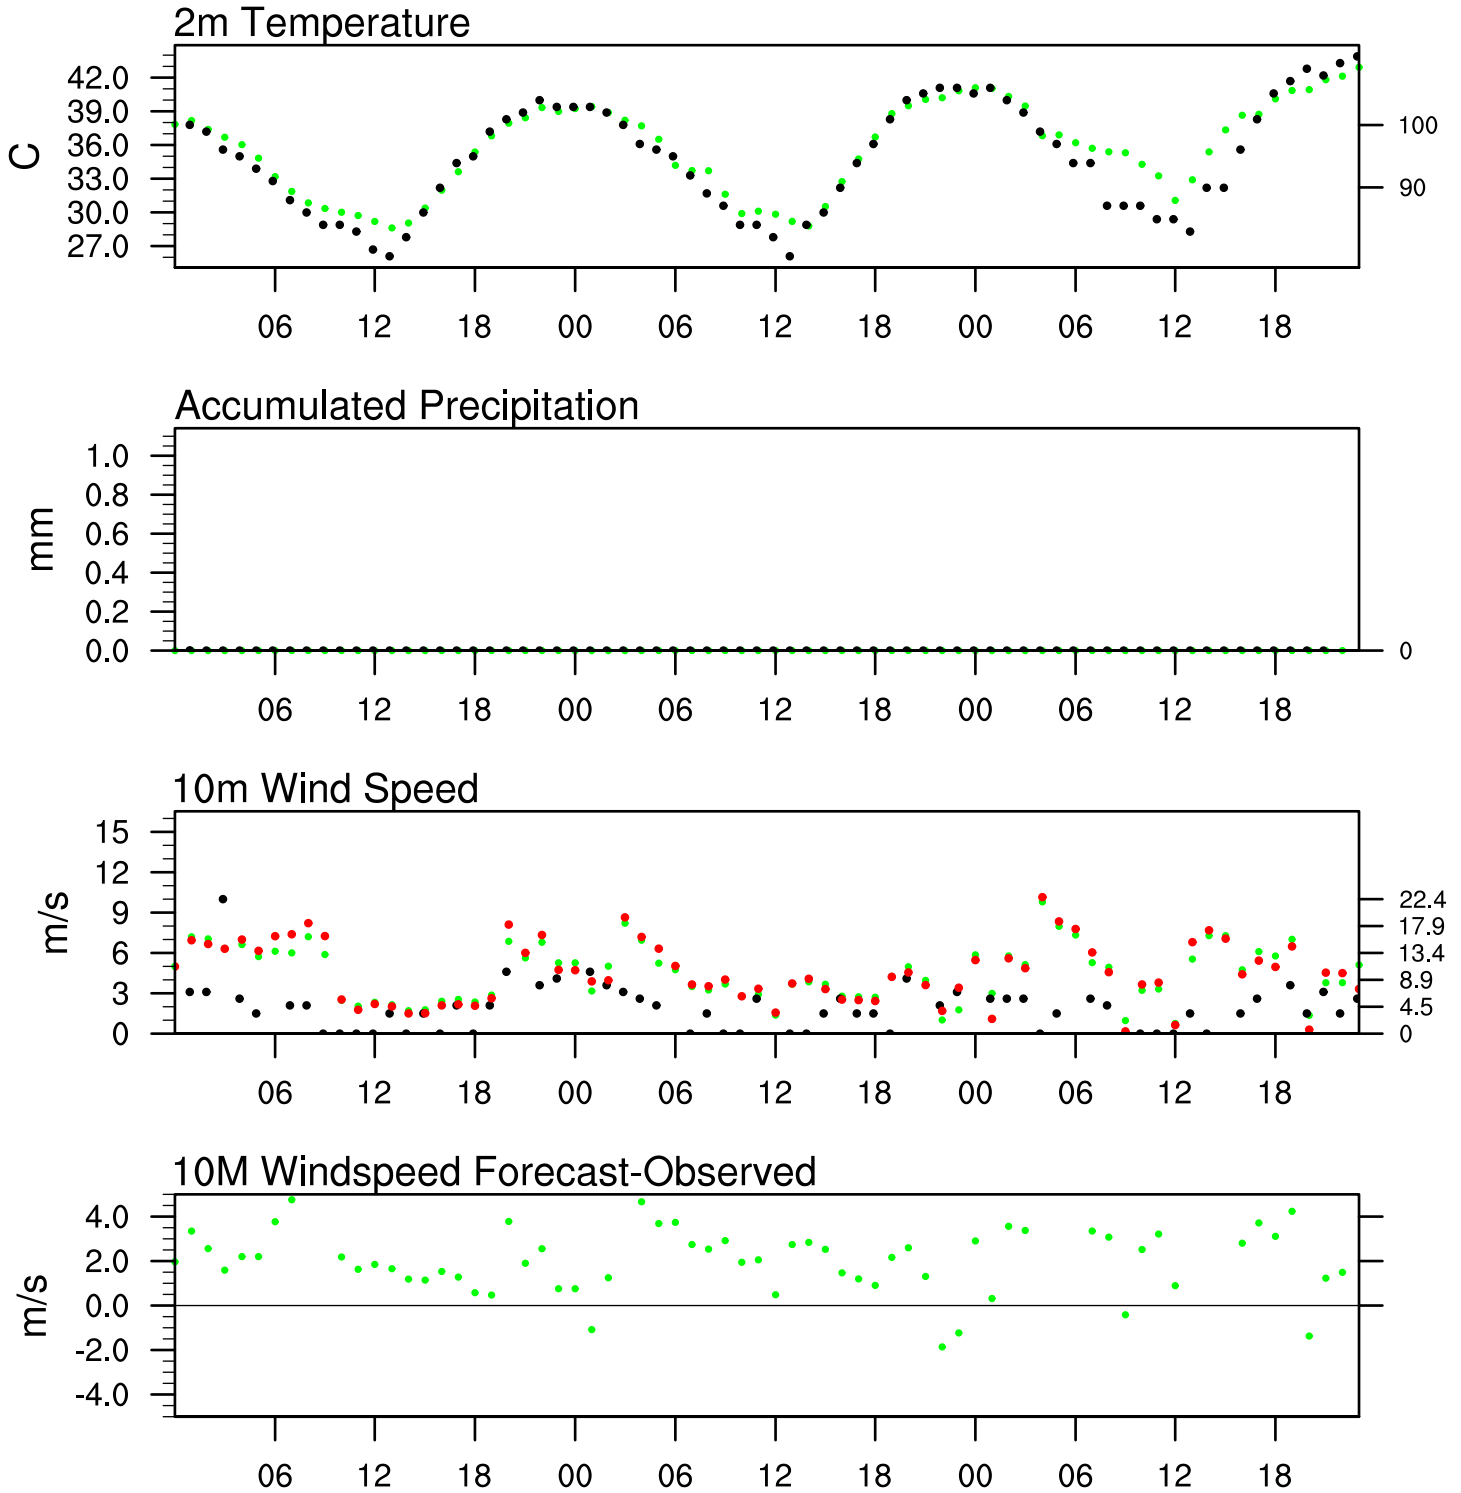 2m Temperature
C
42.0
39.0
36.0
33.0
30.0
27.0
100
90
06 12 18 00 06 12 18 00 06 12 18
Accumulated Precipitation
mm
1.0
0.8
0.6
0.4
0.2
0.0
0
06 12 18 00 06 12 18 00 06 12 18
10m Wind Speed
m/s
15
12
9
6
3
0
22.4
17.9
13.4
8.9
4.5
0
06 12 18 00 06 12 18 00 06 12 18
10M Windspeed Forecast-Observed
m/s
4.0
2.0
0.0
-2.0
-4.0
06 12 18 00 06 12 18 00 06 12 18